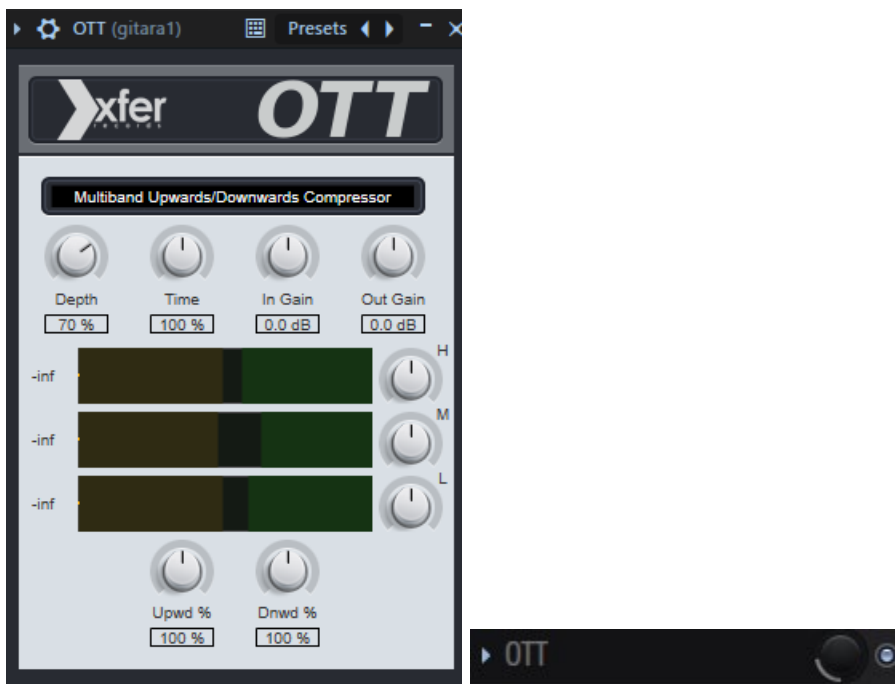 OTT (gitara1) Presets
xfer OTT
records
Multiband Upwards/Downwards Compressor
Depth Time In Gain Out Gain
70 % 100 % 0.0 dB 0.0 dB
H
-inf
M
-inf
L
-inf
Upwd % Dnwd %
100 % 100 %
OTT